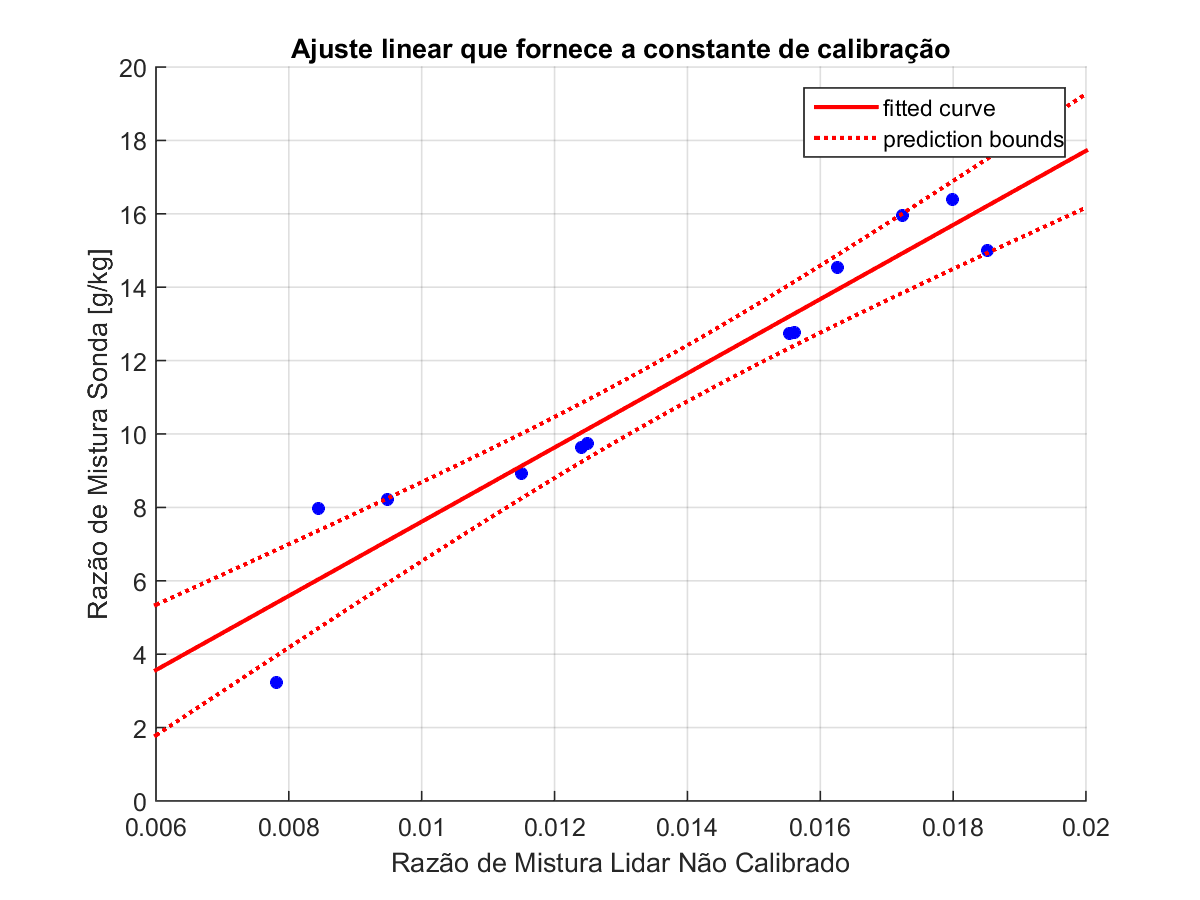 Ajuste linear que fornece a constante de calibração
fitted curve
prediction bounds
20
18
16
14
12
10
8
6
4
2
0
Razão de Mistura Sonda [g/kg]
0.006 0.008 0.01 0.012 0.014 0.016 0.018 0.02
Razão de Mistura Lidar Não Calibrado